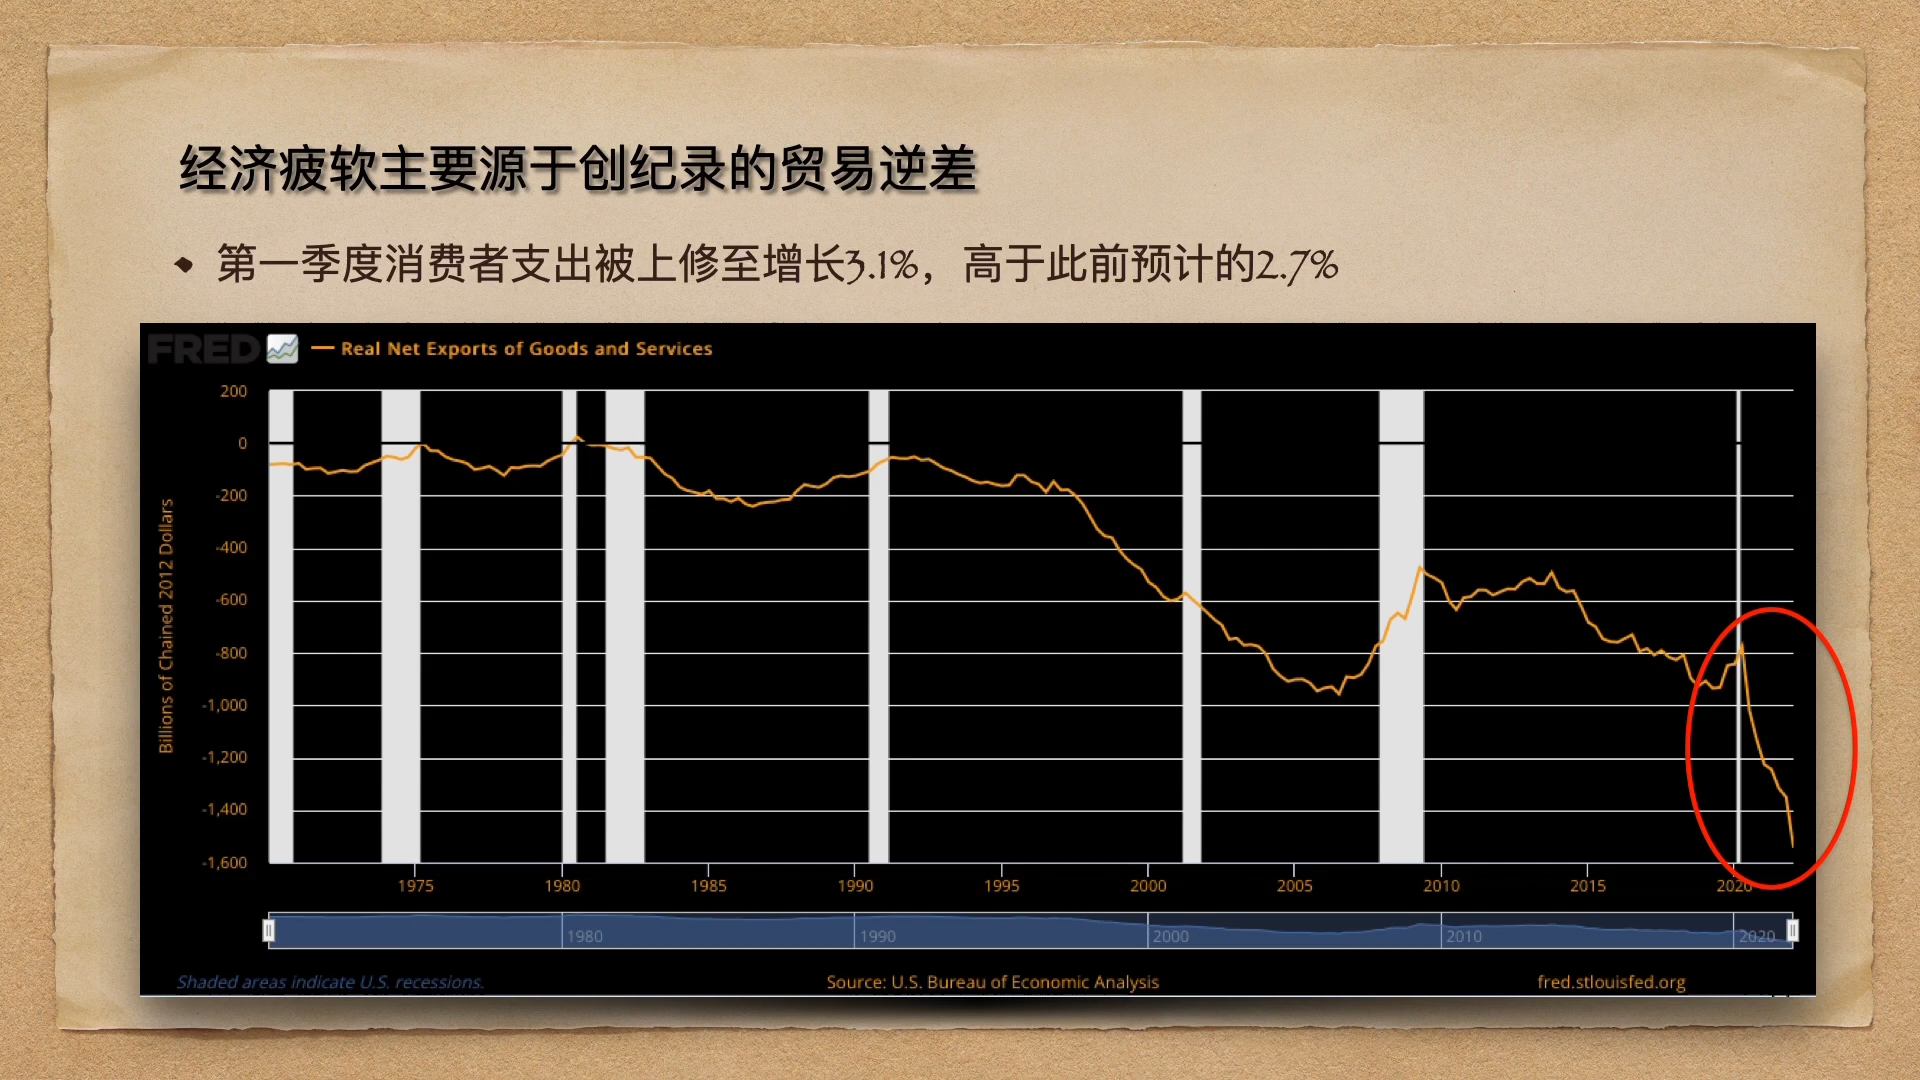 经济疲软主要源于创纪录的贸易逆差
第一季度消费者支出被上修至增长3.1%，高于此前预计的2.7%
FRED — Real Net Exports of Goods and Services
200
0
-200
-400
-600
-800
-1,000
-1,200
-1,400
-1,600
Billions of Chained 2012 Dollars
1975 1980 1985 1990 1995 2000 2005 2010 2015 2020
1980 1990 2000 2010 2020
Shaded areas indicate U.S. recessions. Source: U.S. Bureau of Economic Analysis fred.stlouisfed.org